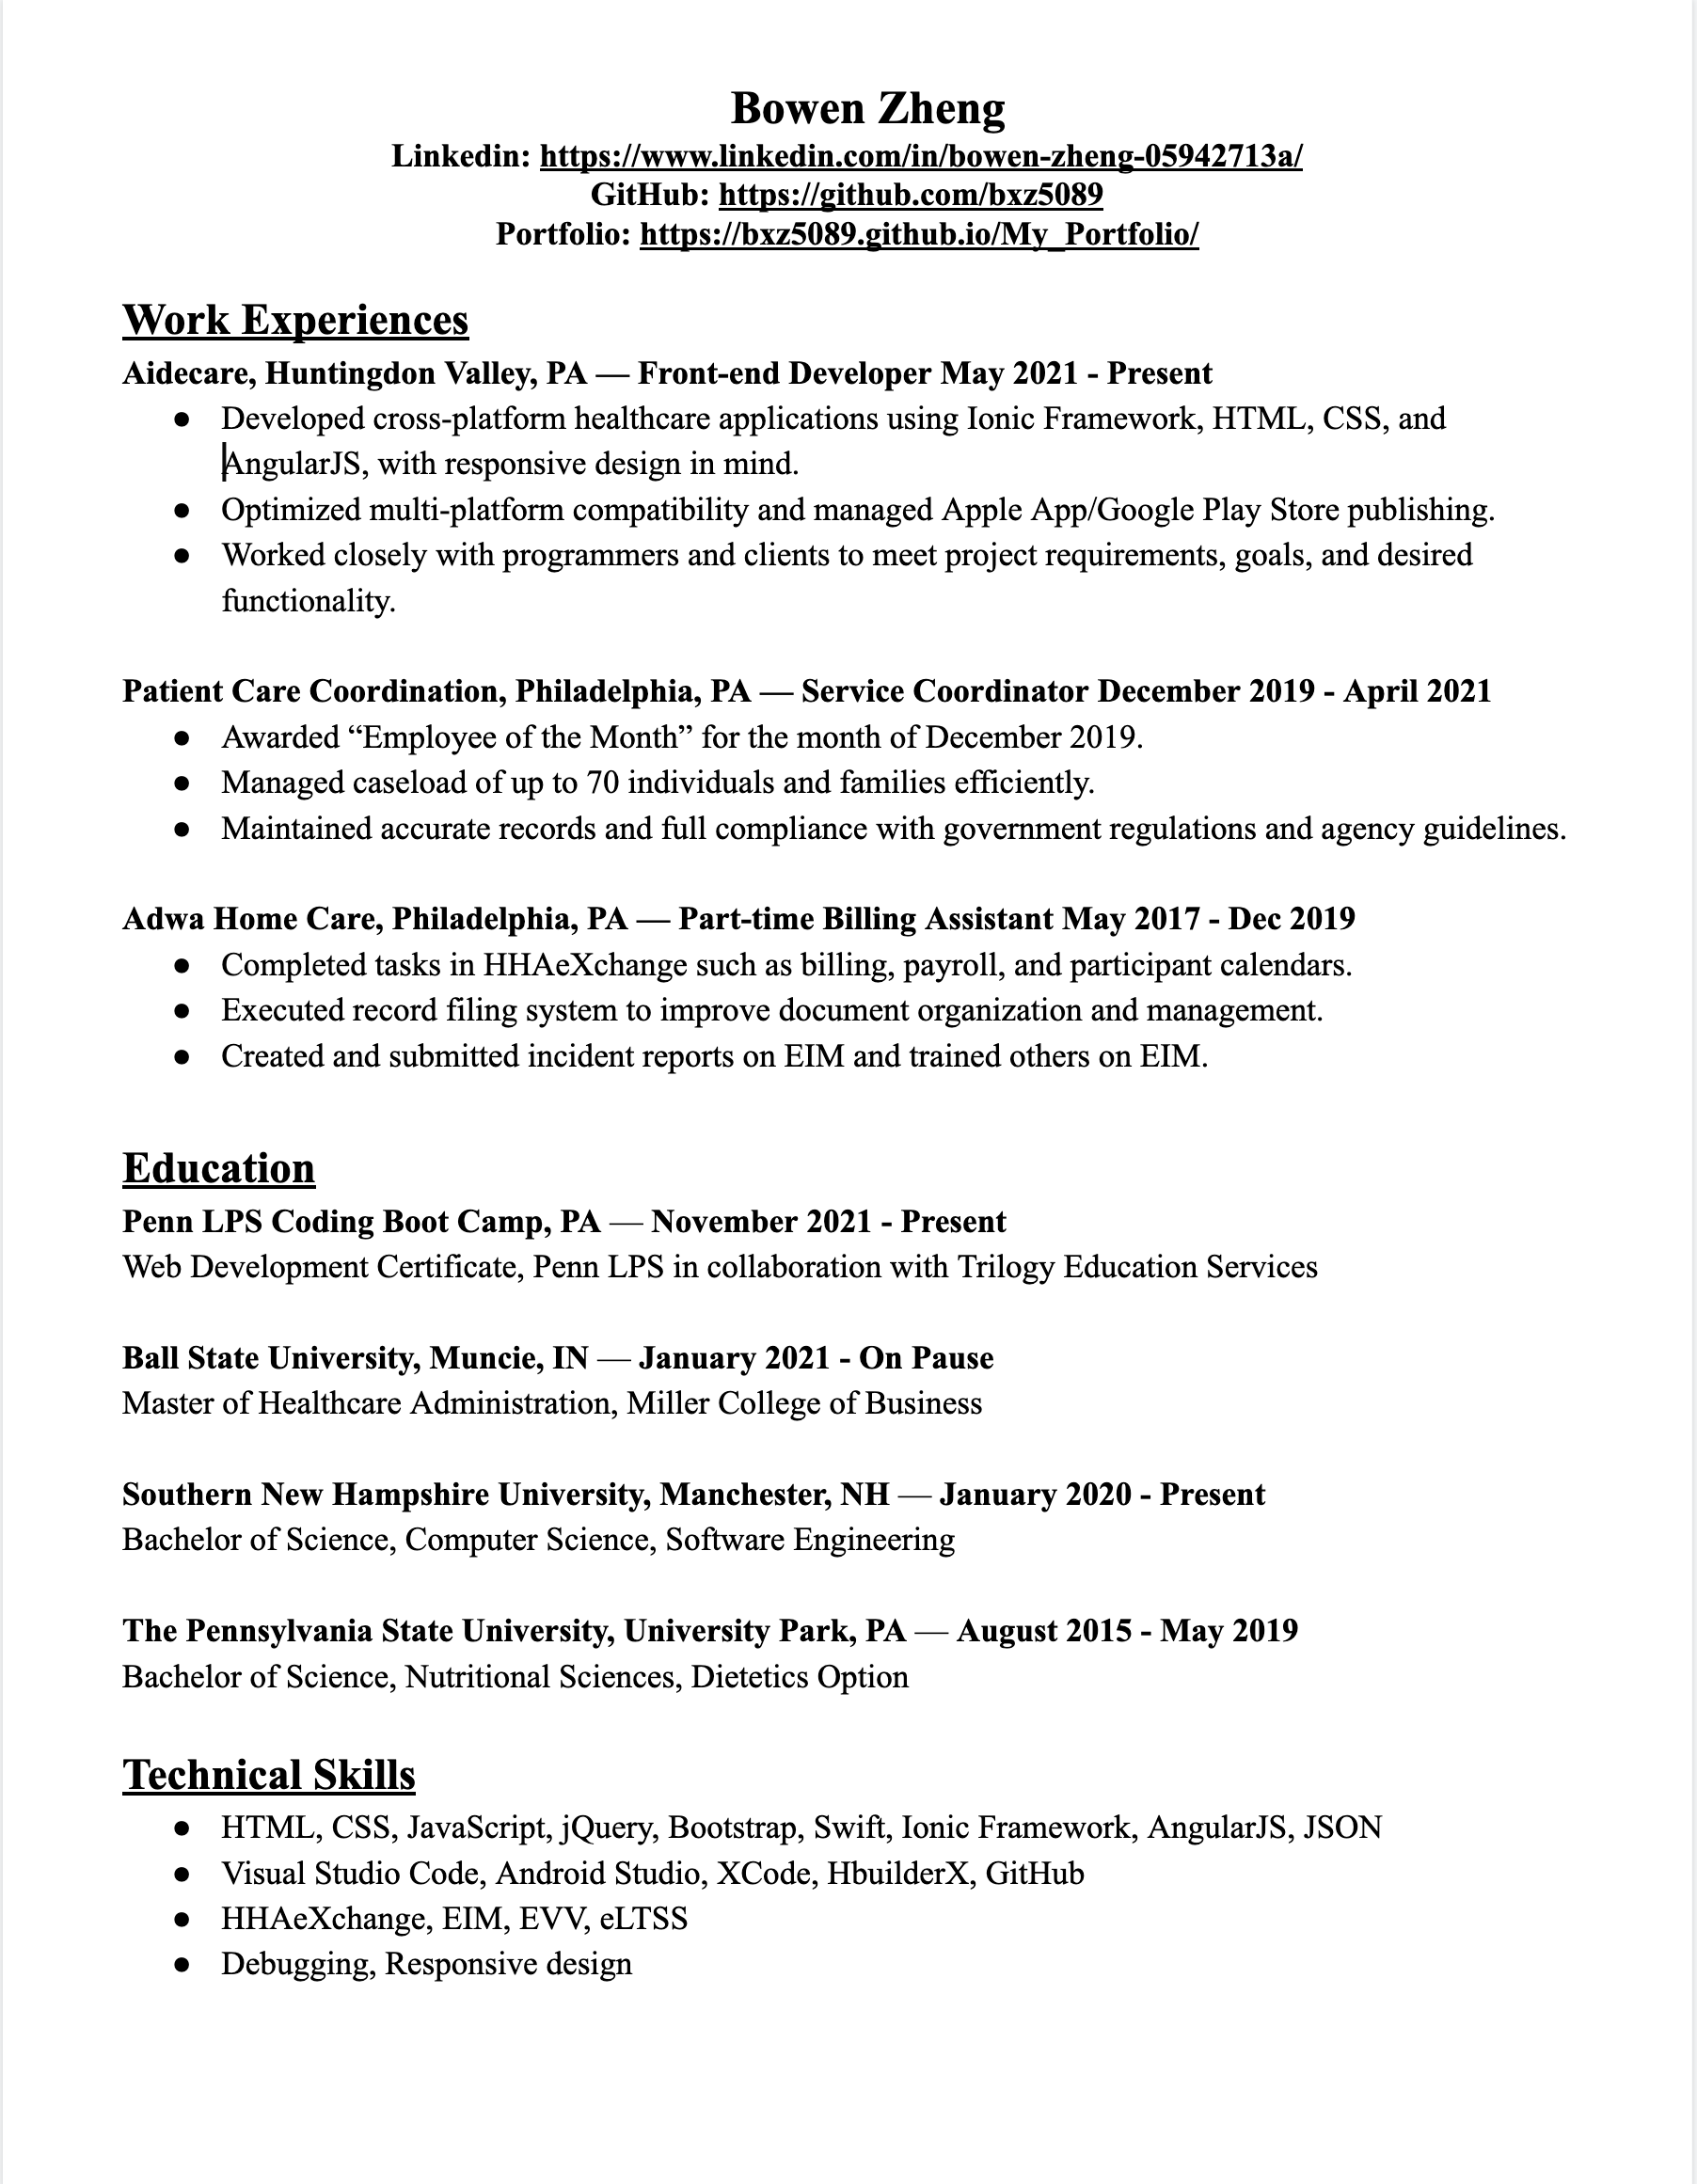 Bowen Zheng
Linkedin: https://www.linkedin.com/in/bowen-zheng-05942713a/
GitHub: https://github.com/bxz5089
Portfolio: https://bxz5089.github.io/My_Portfolio/
Work Experiences
Aidecare, Huntingdon Valley, PA — Front-end Developer May 2021 - Present
● Developed cross-platform healthcare applications using Ionic Framework, HTML, CSS, and
AngularJS, with responsive design in mind.
● Optimized multi-platform compatibility and managed Apple App/Google Play Store publishing.
● Worked closely with programmers and clients to meet project requirements, goals, and desired
functionality.
Patient Care Coordination, Philadelphia, PA — Service Coordinator December 2019 - April 2021
● Awarded “Employee of the Month” for the month of December 2019.
● Managed caseload of up to 70 individuals and families efficiently.
● Maintained accurate records and full compliance with government regulations and agency guidelines.
Adwa Home Care, Philadelphia, PA — Part-time Billing Assistant May 2017 - Dec 2019
● Completed tasks in HHAeXchange such as billing, payroll, and participant calendars.
● Executed record filing system to improve document organization and management.
● Created and submitted incident reports on EIM and trained others on EIM.
Education
Penn LPS Coding Boot Camp, PA — November 2021 - Present
Web Development Certificate, Penn LPS in collaboration with Trilogy Education Services
Ball State University, Muncie, IN — January 2021 - On Pause
Master of Healthcare Administration, Miller College of Business
Southern New Hampshire University, Manchester, NH — January 2020 - Present
Bachelor of Science, Computer Science, Software Engineering
The Pennsylvania State University, University Park, PA — August 2015 - May 2019
Bachelor of Science, Nutritional Sciences, Dietetics Option
Technical Skills
● HTML, CSS, JavaScript, jQuery, Bootstrap, Swift, Ionic Framework, AngularJS, JSON
● Visual Studio Code, Android Studio, XCode, HbuilderX, GitHub
● HHAeXchange, EIM, EVV, eLTSS
● Debugging, Responsive design